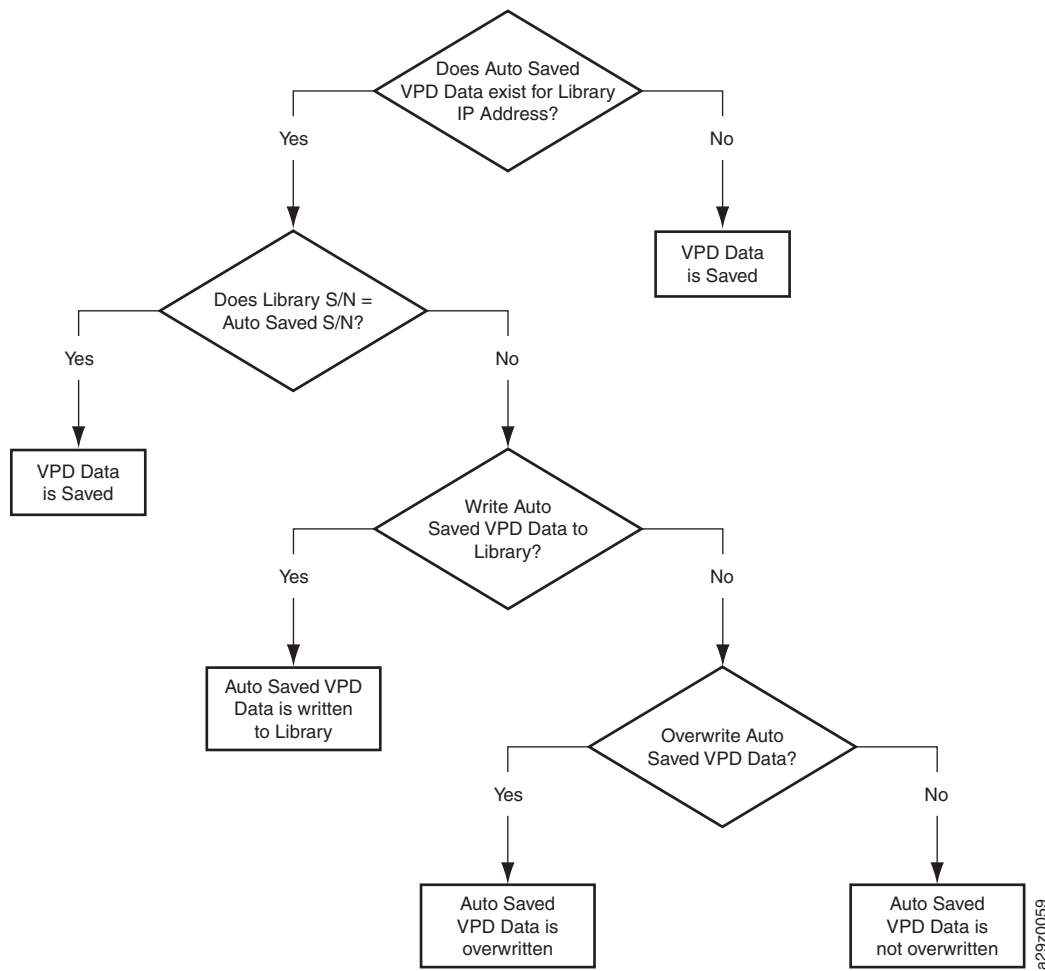 Does Auto Saved
VPD Data exist for Library
IP Address?
Yes
No
VPD Data
is Saved
Does Library S/N =
Auto Saved S/N?
Yes
No
VPD Data
is Saved
Write Auto
Saved VPD Data to
Library?
Yes
No
Auto Saved VPD
Data is written
to Library
Overwrite Auto
Saved VPD Data?
Yes
No
Auto Saved
VPD Data is
overwritten
Auto Saved
VPD Data is
not overwritten
a29z0059